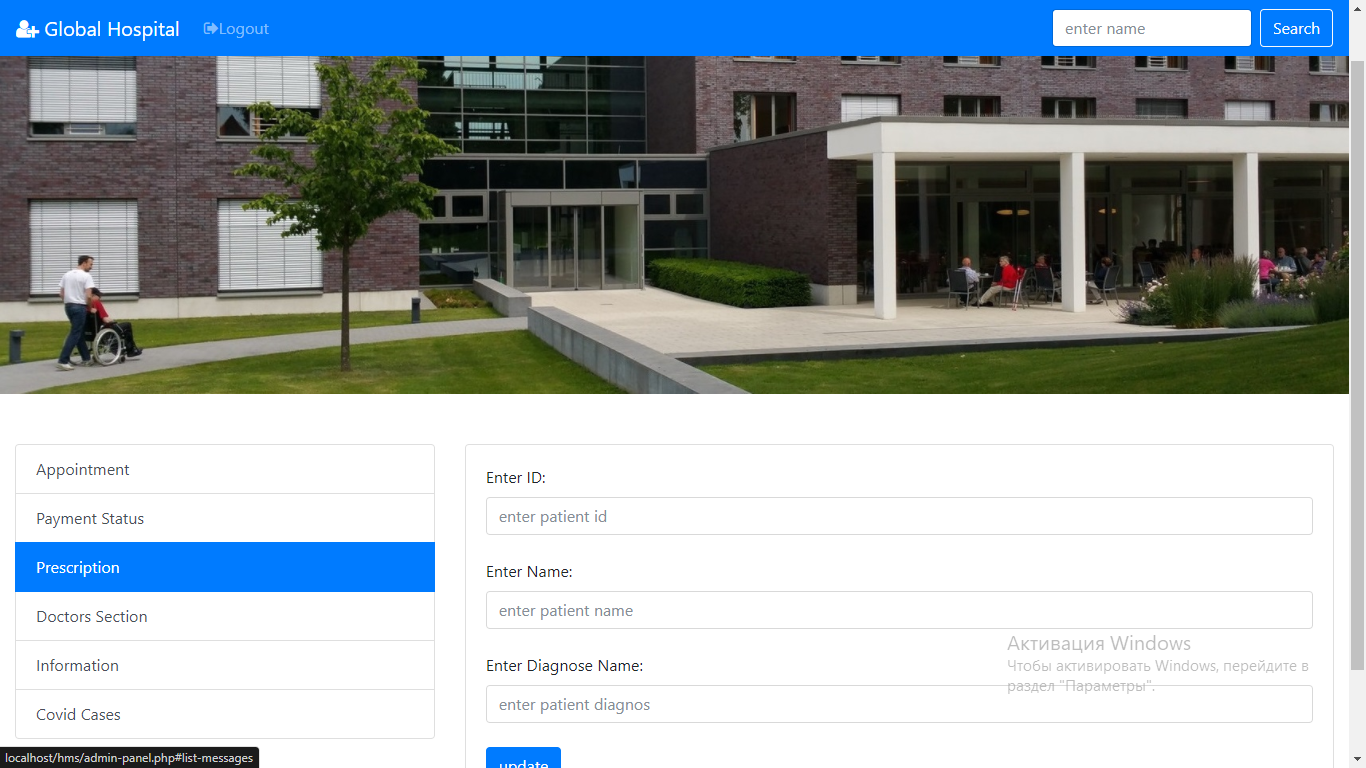 Global Hospital
Logout
enter name
Search
Appointment
Payment Status
Prescription
Doctors Section
Information
Covid Cases
Enter ID:
enter patient id
Enter Name:
enter patient name
Enter Diagnose Name:
enter patient diagnos
update
Активация Windows
Чтобы активировать Windows, перейдите в
раздел "Параметры".
localhost/hms/admin-panel.php#list-messages